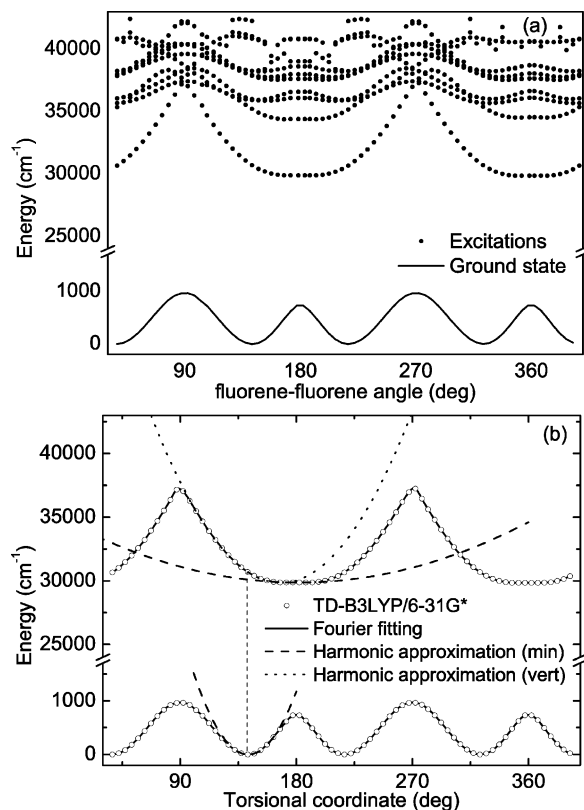 (a)
40000
35000
30000
25000
1000
0
Energy (cm⁻¹)
Excitations
Ground state
90
180
270
360
fluorene-fluorene angle (deg)
(b)
40000
35000
30000
25000
1000
0
Energy (cm⁻¹)
TD-B3LYP/6-31G*
Fourier fitting
Harmonic approximation (min)
Harmonic approximation (vert)
90
180
270
360
Torsional coordinate (deg)